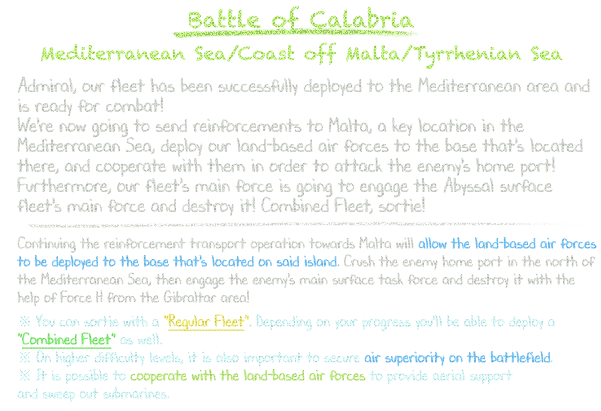 Battle of Calabria
Mediterranean Sea/Coast off Malta/Tyrrhenian Sea
Admiral, our fleet has been successfully deployed to the Mediterranean area and
is ready for combat!
We're now going to send reinforcements to Malta, a key location in the
Mediterranean Sea, deploy our land-based air forces to the base that's located
there, and cooperate with them in order to attack the enemy's home port!
Furthermore, our fleet's main force is going to engage the Abyssal surface
fleet's main force and destroy it! Combined Fleet, sortie!
Continuing the reinforcement transport operation towards Malta will allow the land-based air forces
to be deployed to the base that's located on said island. Crush the enemy home port in the north of
the Mediterranean Sea, then engage the enemy's main surface task force and destroy it with the
help of Force H from the Gibraltar area!
※ You can sortie with a "Regular Fleet". Depending on your progress you'll be able to deploy a
"Combined Fleet" as well.
※ On higher difficulty levels, it is also important to secure air superiority on the battlefield.
※ It is possible to cooperate with the land-based air forces to provide aerial support
and sweep out submarines.